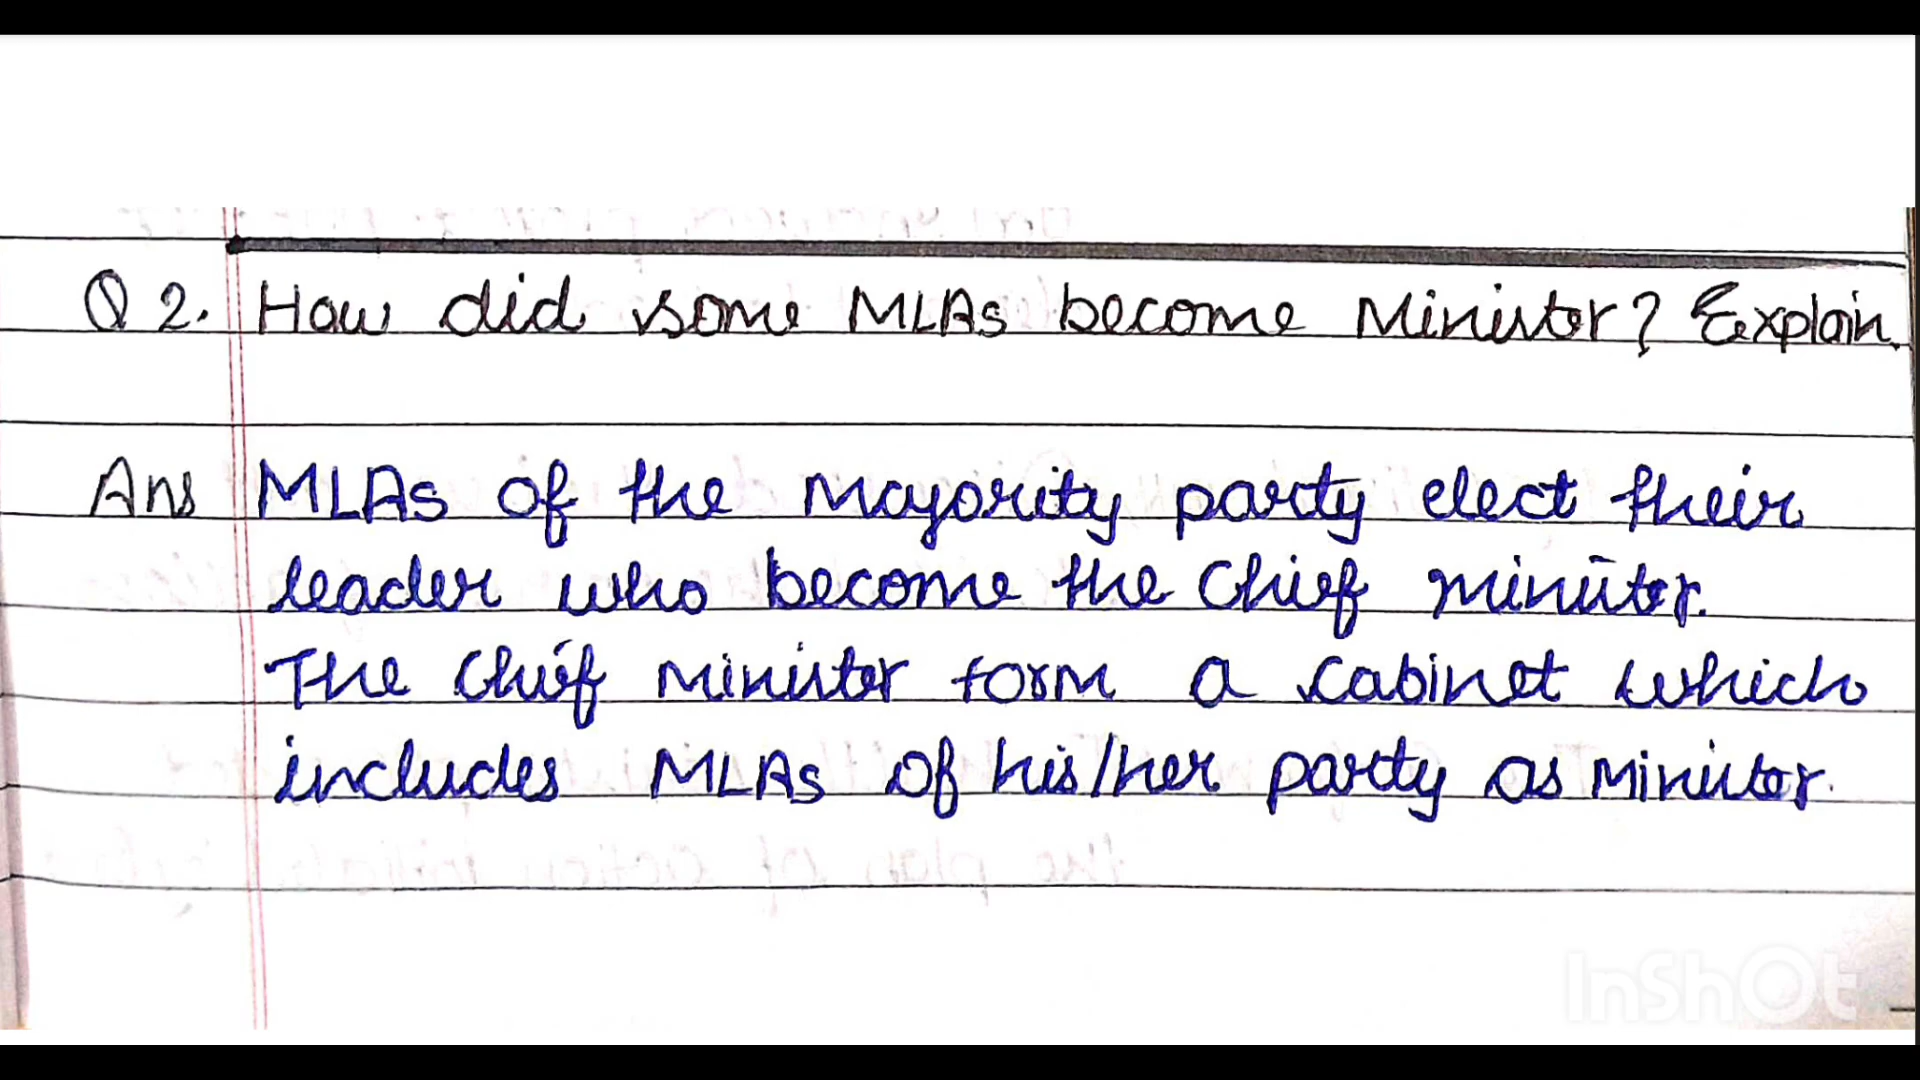 Q 2. How did some MLAs become Minister? Explain.
Ans MLAs of the majority party elect their
leader who become the Chief minister.
The Chief Minister form a cabinet which
includes MLAs of his/her party as Minister.
InShOt